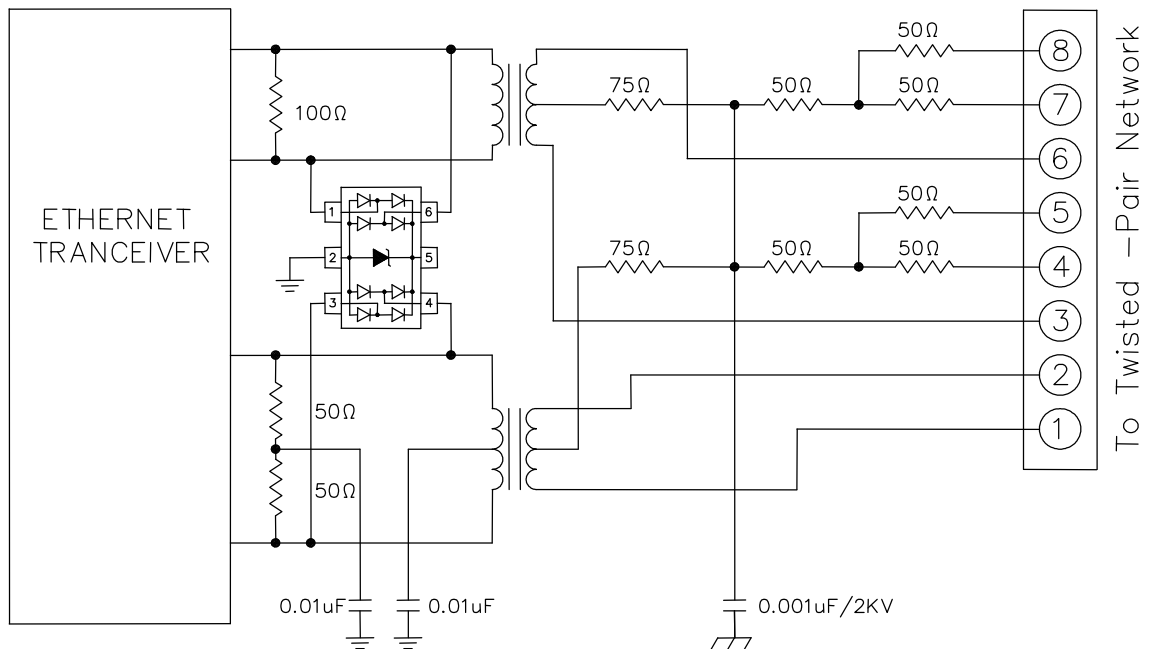 50Ω
8
75Ω
50Ω
50Ω
7
100Ω
6
ETHERNET
TRANCEIVER
1
6
2
5
3
4
50Ω
5
75Ω
50Ω
50Ω
4
3
2
1
50Ω
50Ω
0.01uF
0.01uF
0.001uF/2KV
To Twisted -Pair Network